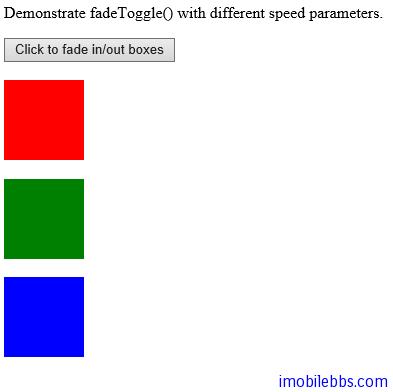 Demonstrate fadeToggle() with different speed parameters.
Click to fade in/out boxes
imobilebbs.com